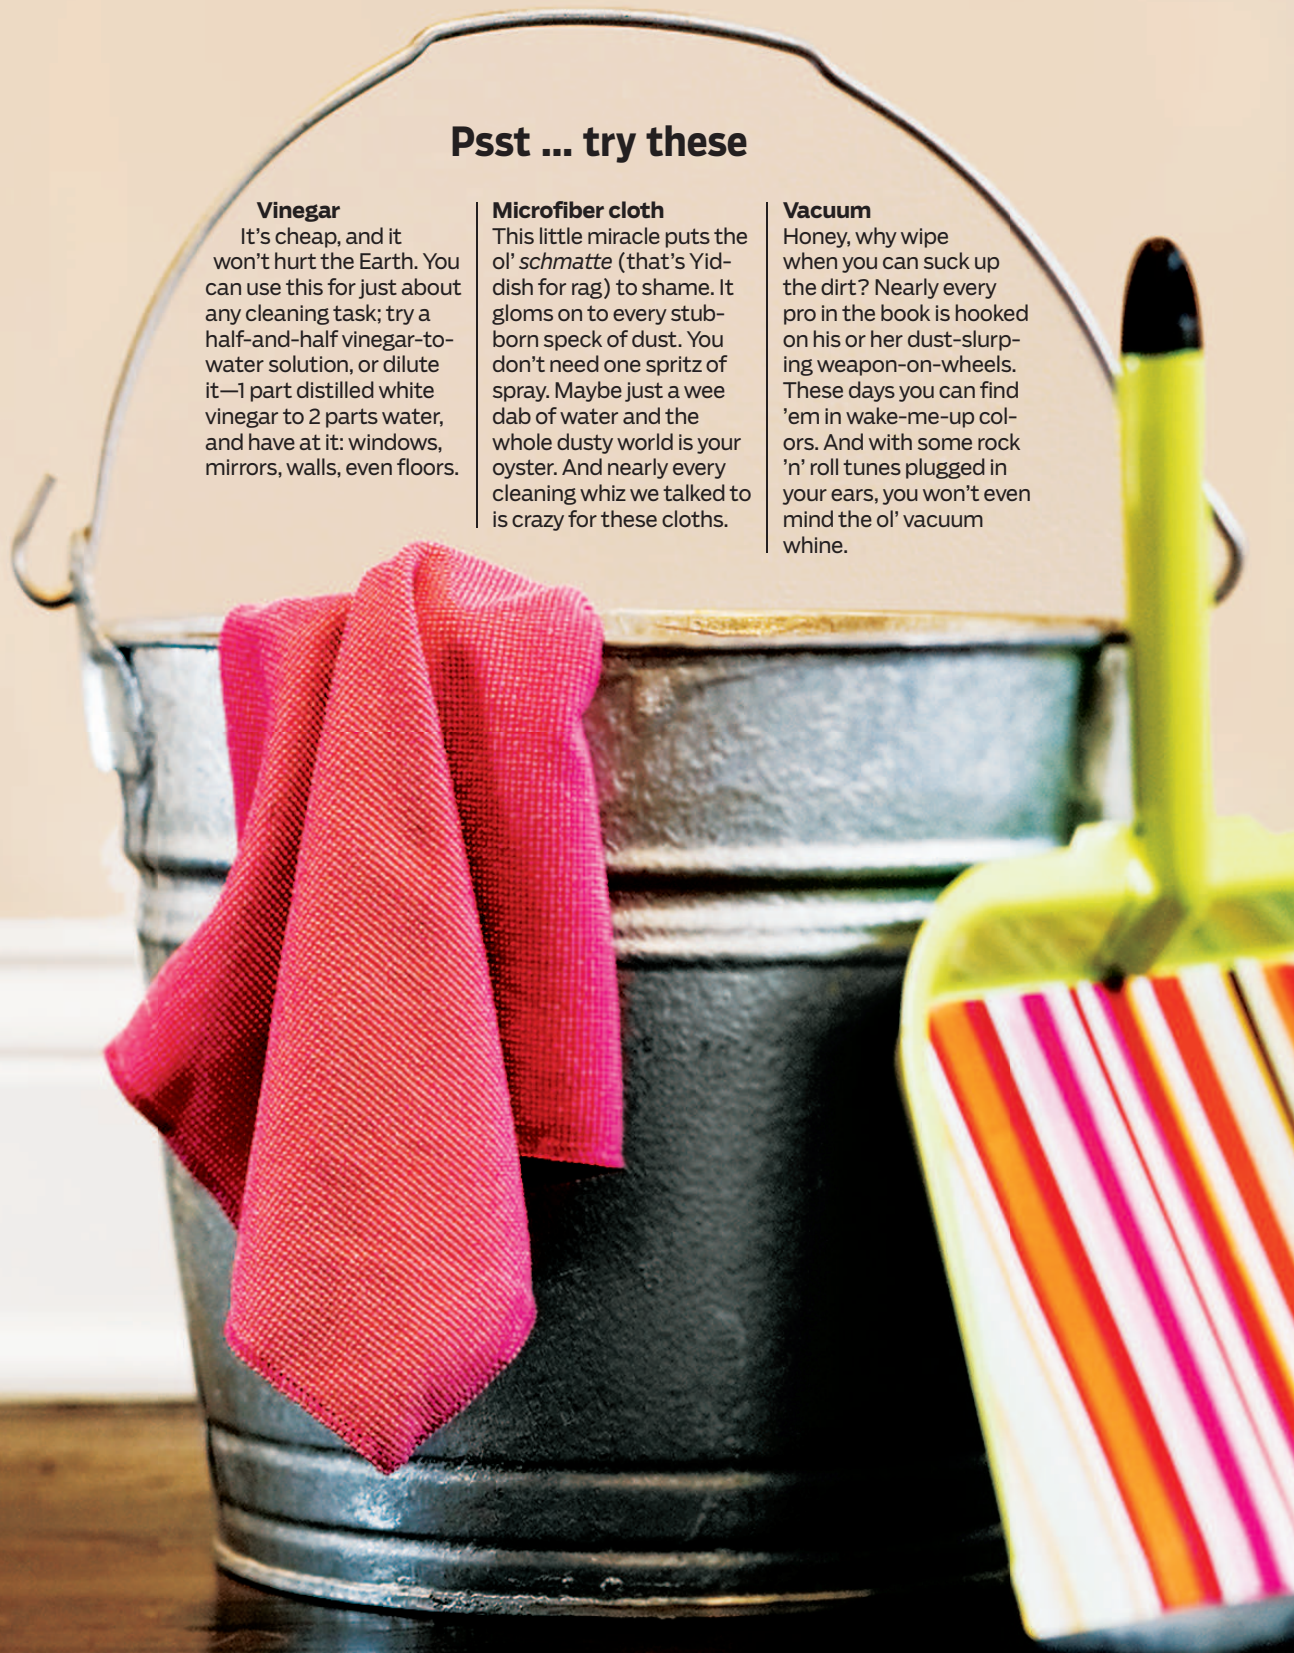 Psst ... try these
Vinegar
It's cheap, and it
won't hurt the Earth. You
can use this for just about
any cleaning task; try a
half-and-half vinegar-to-
water solution, or dilute
it—1 part distilled white
vinegar to 2 parts water,
and have at it: windows,
mirrors, walls, even floors.
Microfiber cloth
This little miracle puts the
ol' schmatte (that's Yid-
dish for rag) to shame. It
gloms on to every stub-
born speck of dust. You
don't need one spritz of
spray. Maybe just a wee
dab of water and the
whole dusty world is your
oyster. And nearly every
cleaning whiz we talked to
is crazy for these cloths.
Vacuum
Honey, why wipe
when you can suck up
the dirt? Nearly every
pro in the book is hooked
on his or her dust-slurp-
ing weapon-on-wheels.
These days you can find
'em in wake-me-up col-
ors. And with some rock
'n' roll tunes plugged in
your ears, you won't even
mind the ol' vacuum
whine.